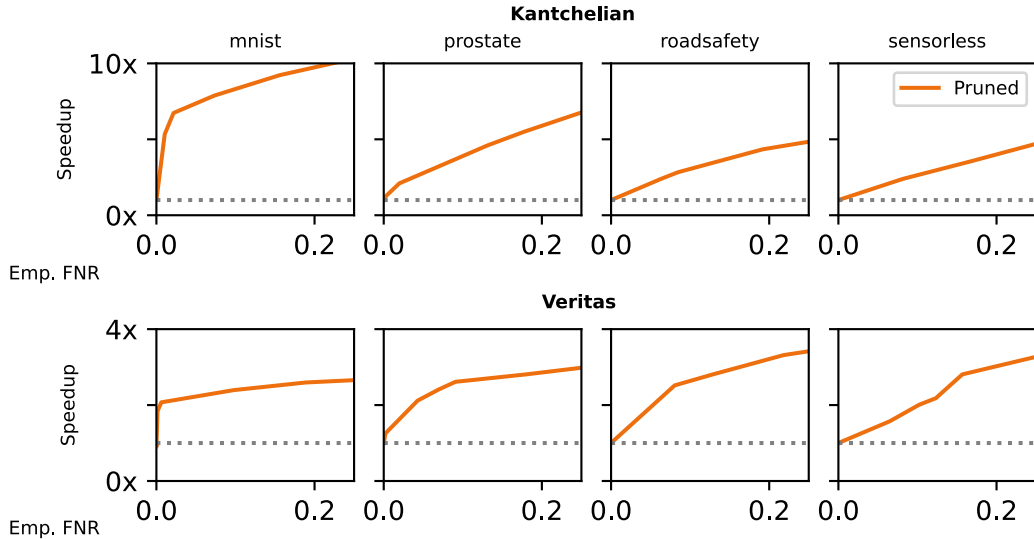 Kantchelian
mnist prostate roadsafety sensorless
10x
Pruned
Speedup
0x
0.0 0.2 0.0 0.2 0.0 0.2 0.0 0.2
Emp. FNR
Veritas
4x
Speedup
0x
0.0 0.2 0.0 0.2 0.0 0.2 0.0 0.2
Emp. FNR